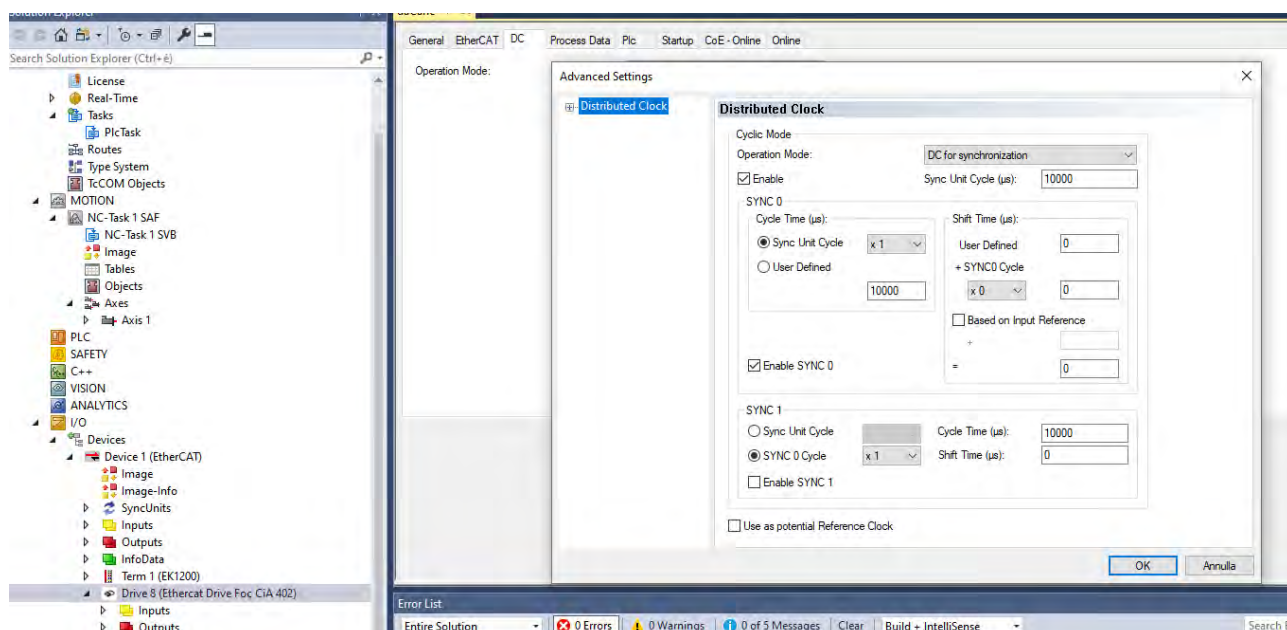 Search Solution Explorer (Ctrl+è)
License
Real-Time
Tasks
PlcTask
Routes
Type System
TcCOM Objects
MOTION
NC-Task 1 SAF
NC-Task 1 SVB
Image
Tables
Objects
Axes
Axis 1
PLC
SAFETY
C++
VISION
ANALYTICS
I/O
Devices
Device 1 (EtherCAT)
Image
Image-Info
SyncUnits
Inputs
Outputs
InfoData
Term 1 (EK1200)
Drive 8 (Ethercat Drive Foc CiA 402)
Inputs
Outputs
General EtherCAT DC Process Data Plc Startup CoE - Online Online
Operation Mode:
Advanced Settings
Distributed Clock
Distributed Clock
Cyclic Mode
Operation Mode: DC for synchronization
Enable Sync Unit Cycle (µs): 10000
SYNC 0
Cycle Time (µs): Shift Time (µs):
Sync Unit Cycle x 1 User Defined 0
User Defined + SYNC0 Cycle
10000 x 0 0
Based on Input Reference
+
Enable SYNC 0 = 0
SYNC 1
Sync Unit Cycle Cycle Time (µs): 10000
SYNC 0 Cycle x 1 Shift Time (µs): 0
Enable SYNC 1
Use as potential Reference Clock
OK Annulla
Error List
Entire Solution 0 Errors 0 Warnings 0 of 5 Messages Clear Build + IntelliSense Search